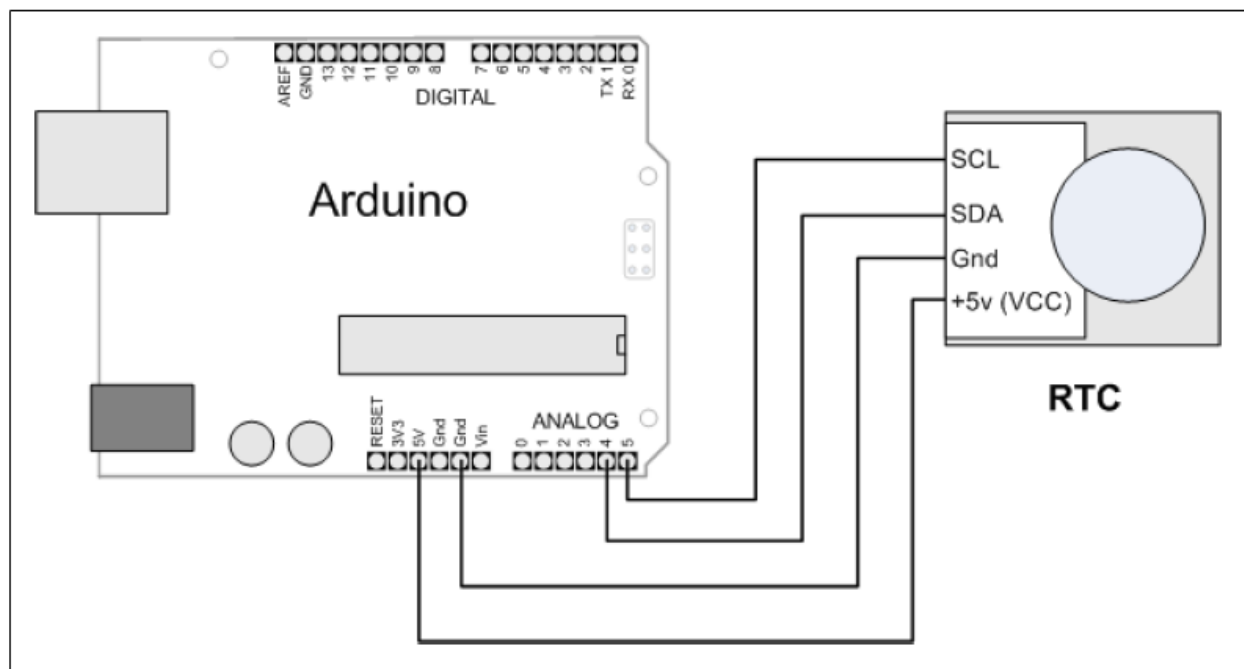 AREF GND 13 12 11 10 9 8 7 6 5 4 3 2 TX 1 RX 0
DIGITAL
Arduino
RESET 3V3 5V Gnd Gnd Vin
ANALOG
0 1 2 3 4 5
SCL
SDA
Gnd
+5v (VCC)
RTC